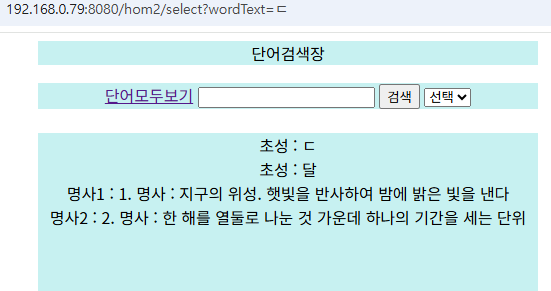 192.168.0.79:8080/hom2/select?wordText=ㄷ
단어검색장
단어모두보기 검색 선택
초성 : ㄷ
초성 : 달
명사1 : 1. 명사 : 지구의 위성. 햇빛을 반사하여 밤에 밝은 빛을 낸다
명사2 : 2. 명사 : 한 해를 열둘로 나눈 것 가운데 하나의 기간을 세는 단위